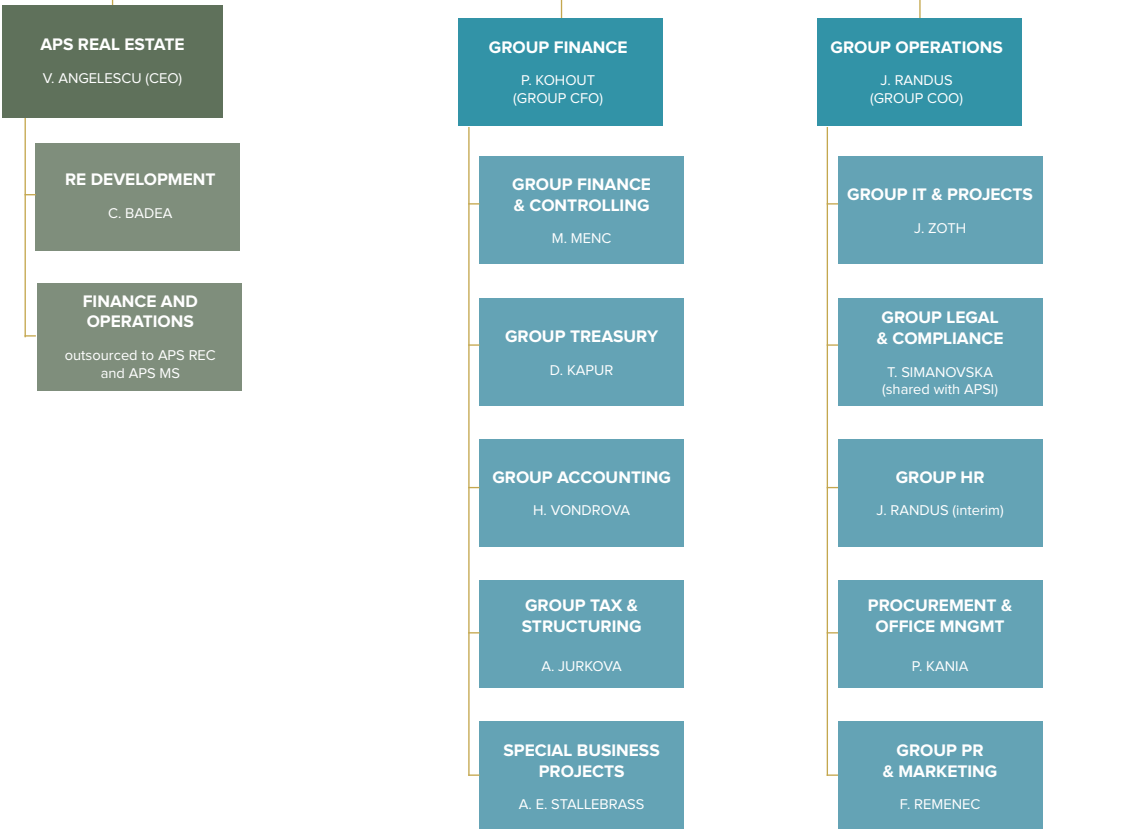 APS REAL ESTATE
V. ANGELESCU (CEO)
RE DEVELOPMENT
C. BADEA
FINANCE AND
OPERATIONS
outsourced to APS REC
and APS MS
GROUP FINANCE
P. KOHOUT
(GROUP CFO)
GROUP FINANCE
& CONTROLLING
M. MENC
GROUP TREASURY
D. KAPUR
GROUP ACCOUNTING
H. VONDROVA
GROUP TAX &
STRUCTURING
A. JURKOVA
SPECIAL BUSINESS
PROJECTS
A. E. STALLEBRASS
GROUP OPERATIONS
J. RANDUS
(GROUP COO)
GROUP IT & PROJECTS
J. ZOTH
GROUP LEGAL
& COMPLIANCE
T. SIMANOVSKA
(shared with APSI)
GROUP HR
J. RANDUS (interim)
PROCUREMENT &
OFFICE MNGMT
P. KANIA
GROUP PR
& MARKETING
F. REMENEC